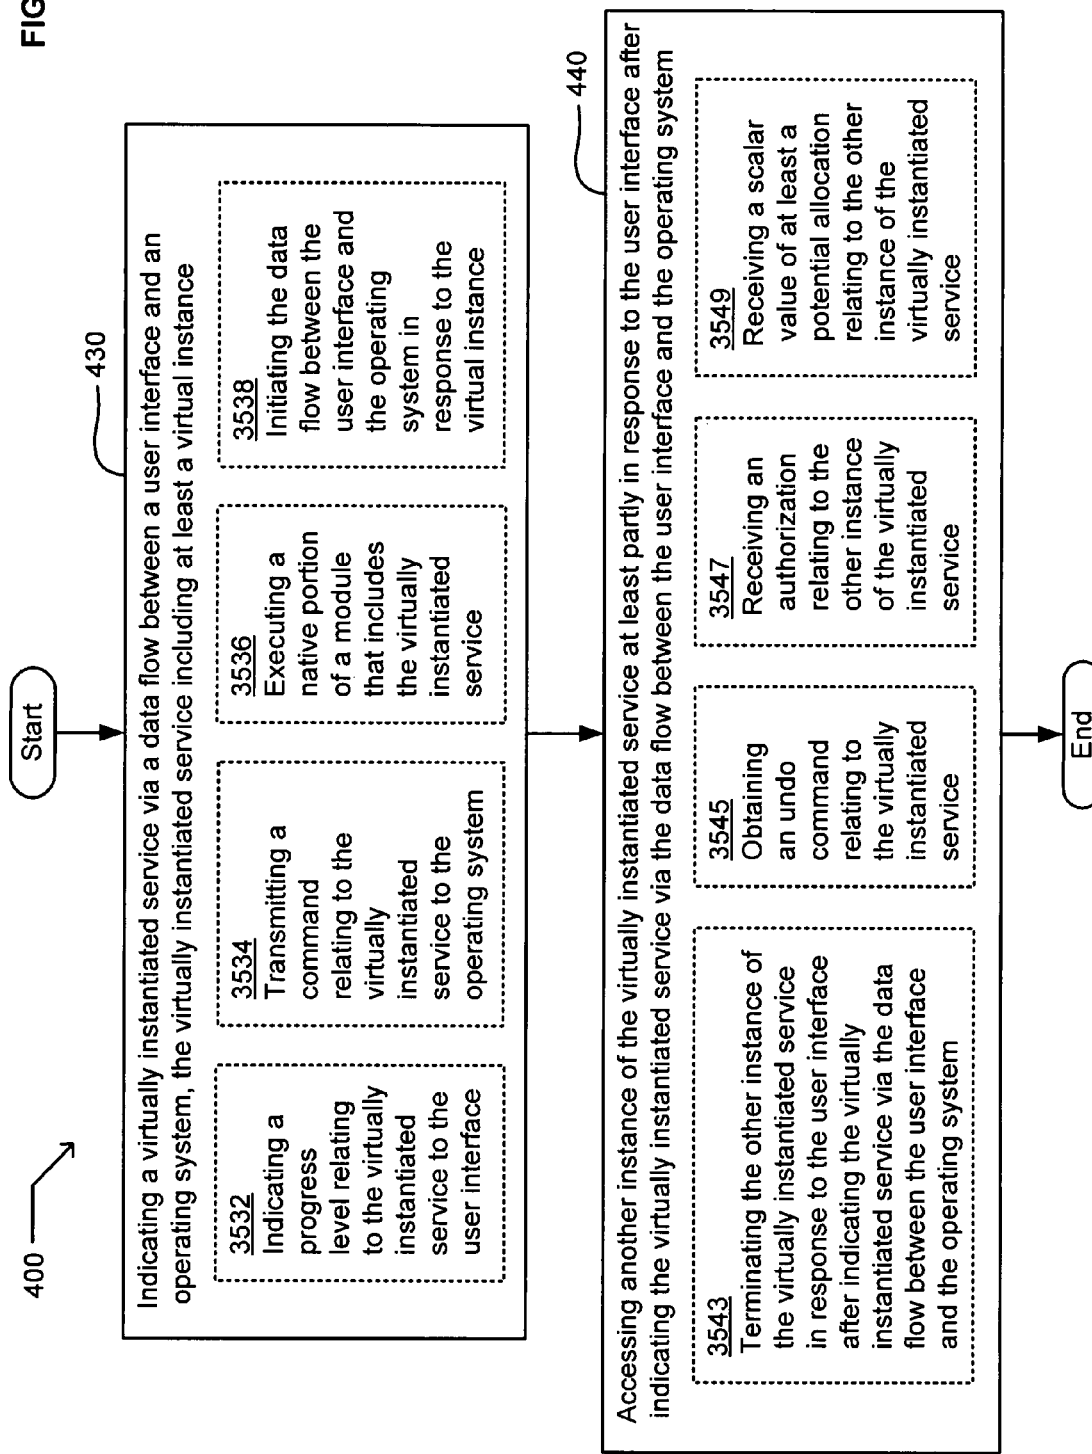 FIG
400
Start
430
Indicating a virtually instantiated service via a data flow between a user interface and an
operating system, the virtually instantiated service including at least a virtual instance
3532
Indicating a
progress
level relating
to the virtually
instantiated
service to the
user interface
3534
Transmitting a
command
relating to the
virtually
instantiated
service to the
operating system
3536
Executing a
native portion
of a module
that includes
the virtually
instantiated
service
3538
Initiating the data
flow between the
user interface and
the operating
system in
response to the
virtual instance
440
Accessing another instance of the virtually instantiated service at least partly in response to the user interface after
indicating the virtually instantiated service via the data flow between the user interface and the operating system
3543
Terminating the other instance of
the virtually instantiated service
in response to the user interface
after indicating the virtually
instantiated service via the data
flow between the user interface
and the operating system
3545
Obtaining
an undo
command
relating to
the virtually
instantiated
service
3547
Receiving an
authorization
relating to the
other instance
of the virtually
instantiated
service
3549
Receiving a scalar
value of at least a
potential allocation
relating to the other
instance of the
virtually instantiated
service
End